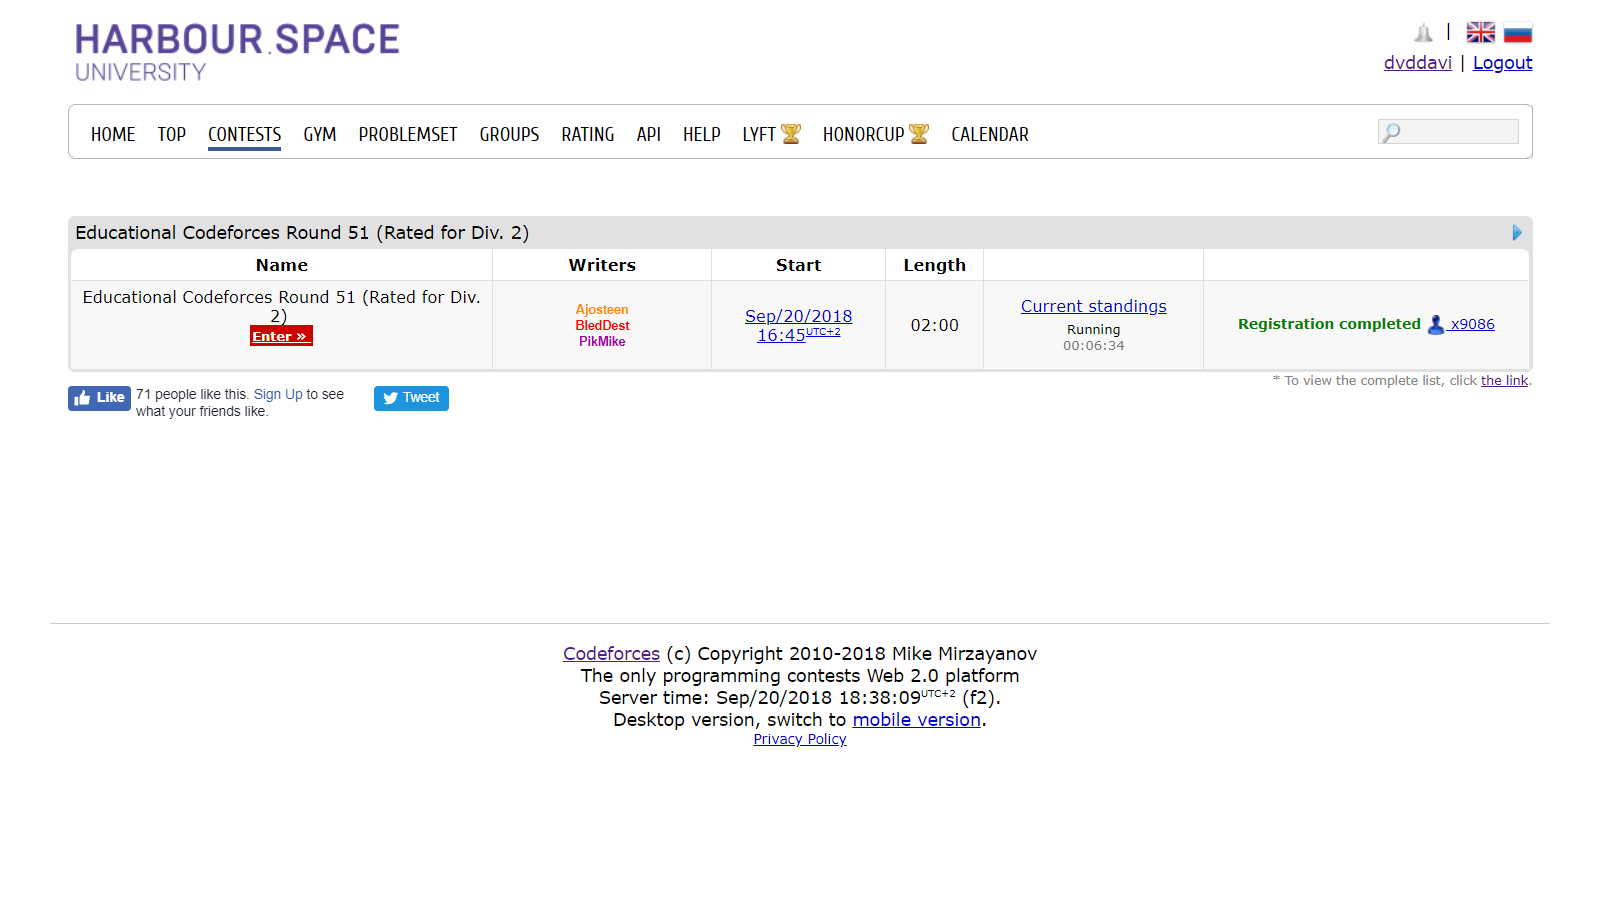 HARBOUR.SPACE
UNIVERSITY
|
dvddavi | Logout
HOME TOP CONTESTS GYM PROBLEMSET GROUPS RATING API HELP LYFT HONORCUP CALENDAR
Educational Codeforces Round 51 (Rated for Div. 2)
Name Writers Start Length
Educational Codeforces Round 51 (Rated for Div.
2)
Enter »
Ajosteen
BledDest
PikMike
Sep/20/2018
16:45UTC+2
02:00
Current standings
Running
00:06:34
Registration completed x9086
* To view the complete list, click the link.
Like 71 people like this. Sign Up to see
what your friends like.
Tweet
Codeforces (c) Copyright 2010-2018 Mike Mirzayanov
The only programming contests Web 2.0 platform
Server time: Sep/20/2018 18:38:09UTC+2 (f2).
Desktop version, switch to mobile version.
Privacy Policy